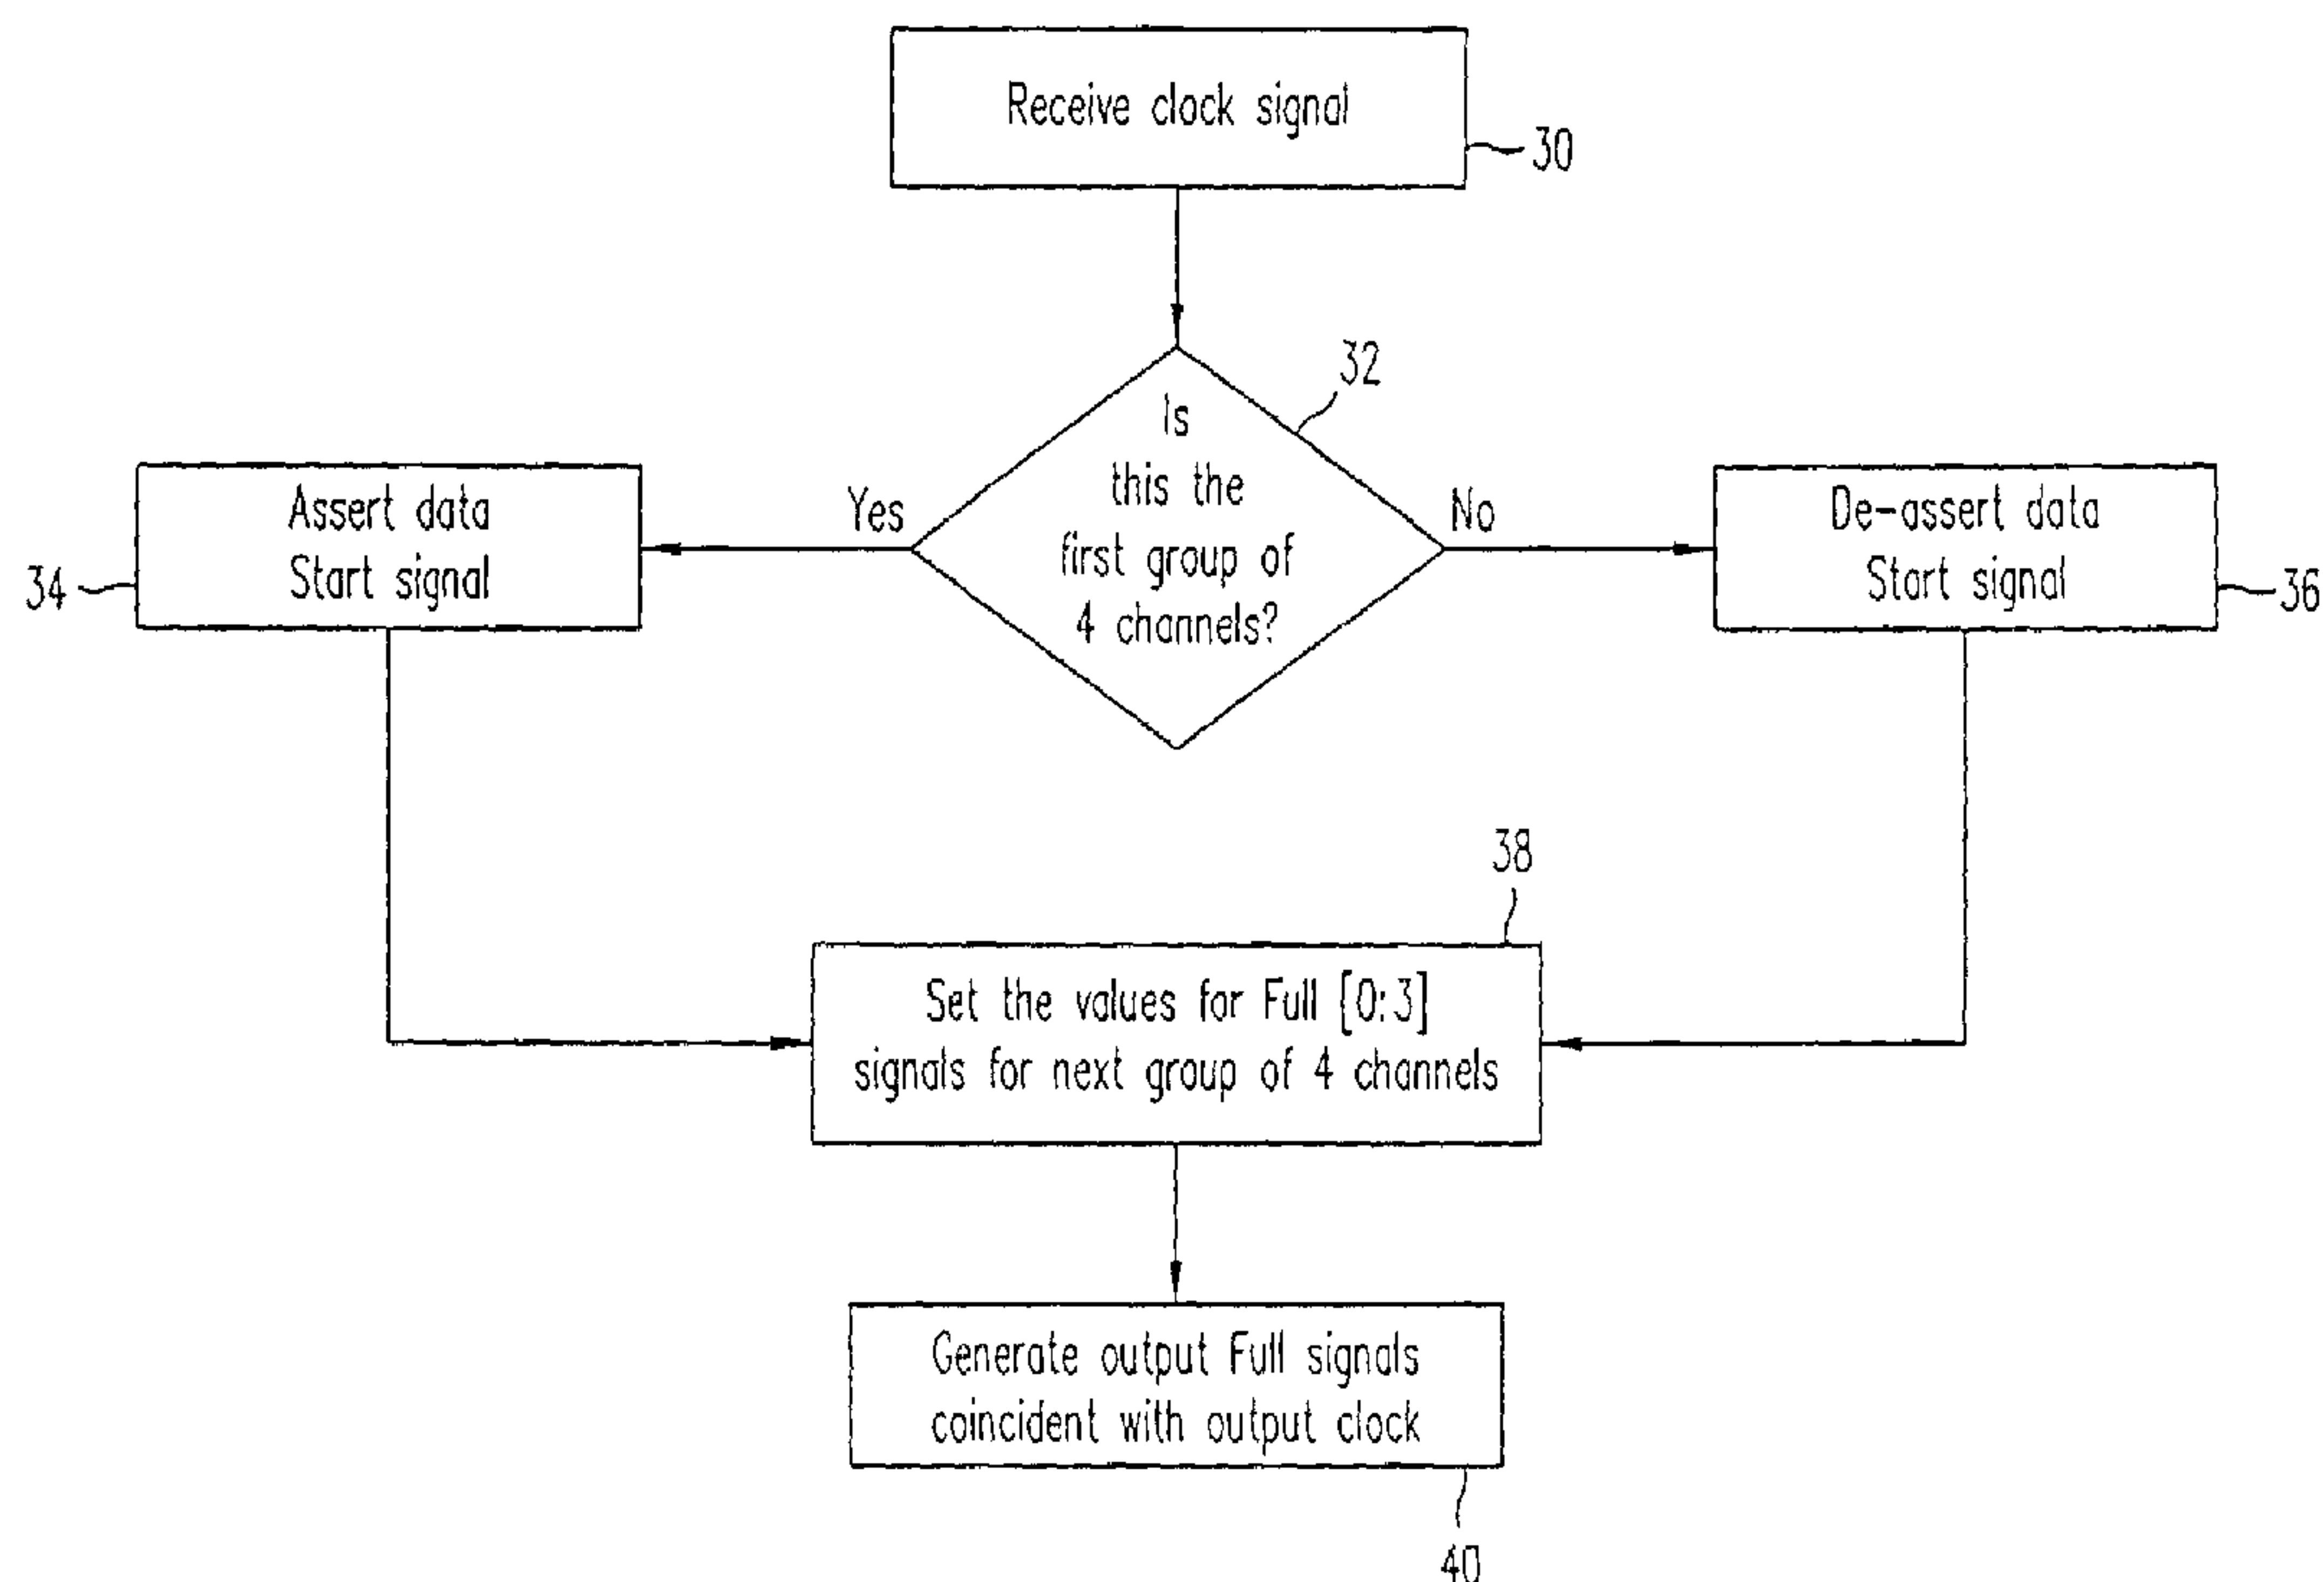 Receive clock signal
30
32
Is
this the
first group of
4 channels?
Yes
No
Assert data
Start signal
34
De-assert data
Start signal
36
38
Set the values for Full [0:3]
signals for next group of 4 channels
Generate output Full signals
coincident with output clock
40